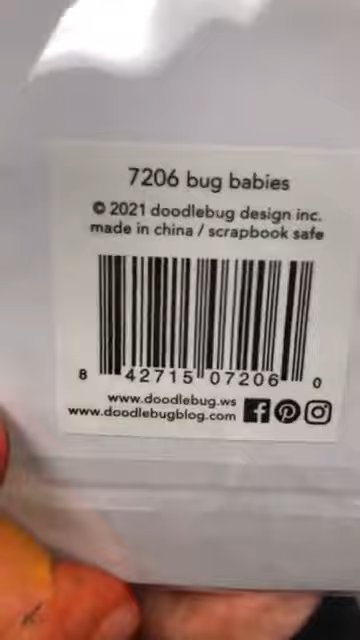 7206 bug babies
© 2021 doodlebug design inc.
made in china / scrapbook safe
8 42715 07206 0
www.doodlebug.ws
www.doodlebugblog.com